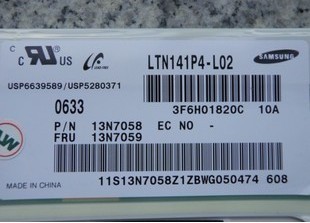 c RU US
LTN141P4-L02
SAMSUNG
USP6639589/USP5280371
0633
3F6H01820C 10A
P/N 13N7058 EC NO -
FRU 13N7059
MADE IN CHINA
11S13N7058Z1ZBWG050474 608